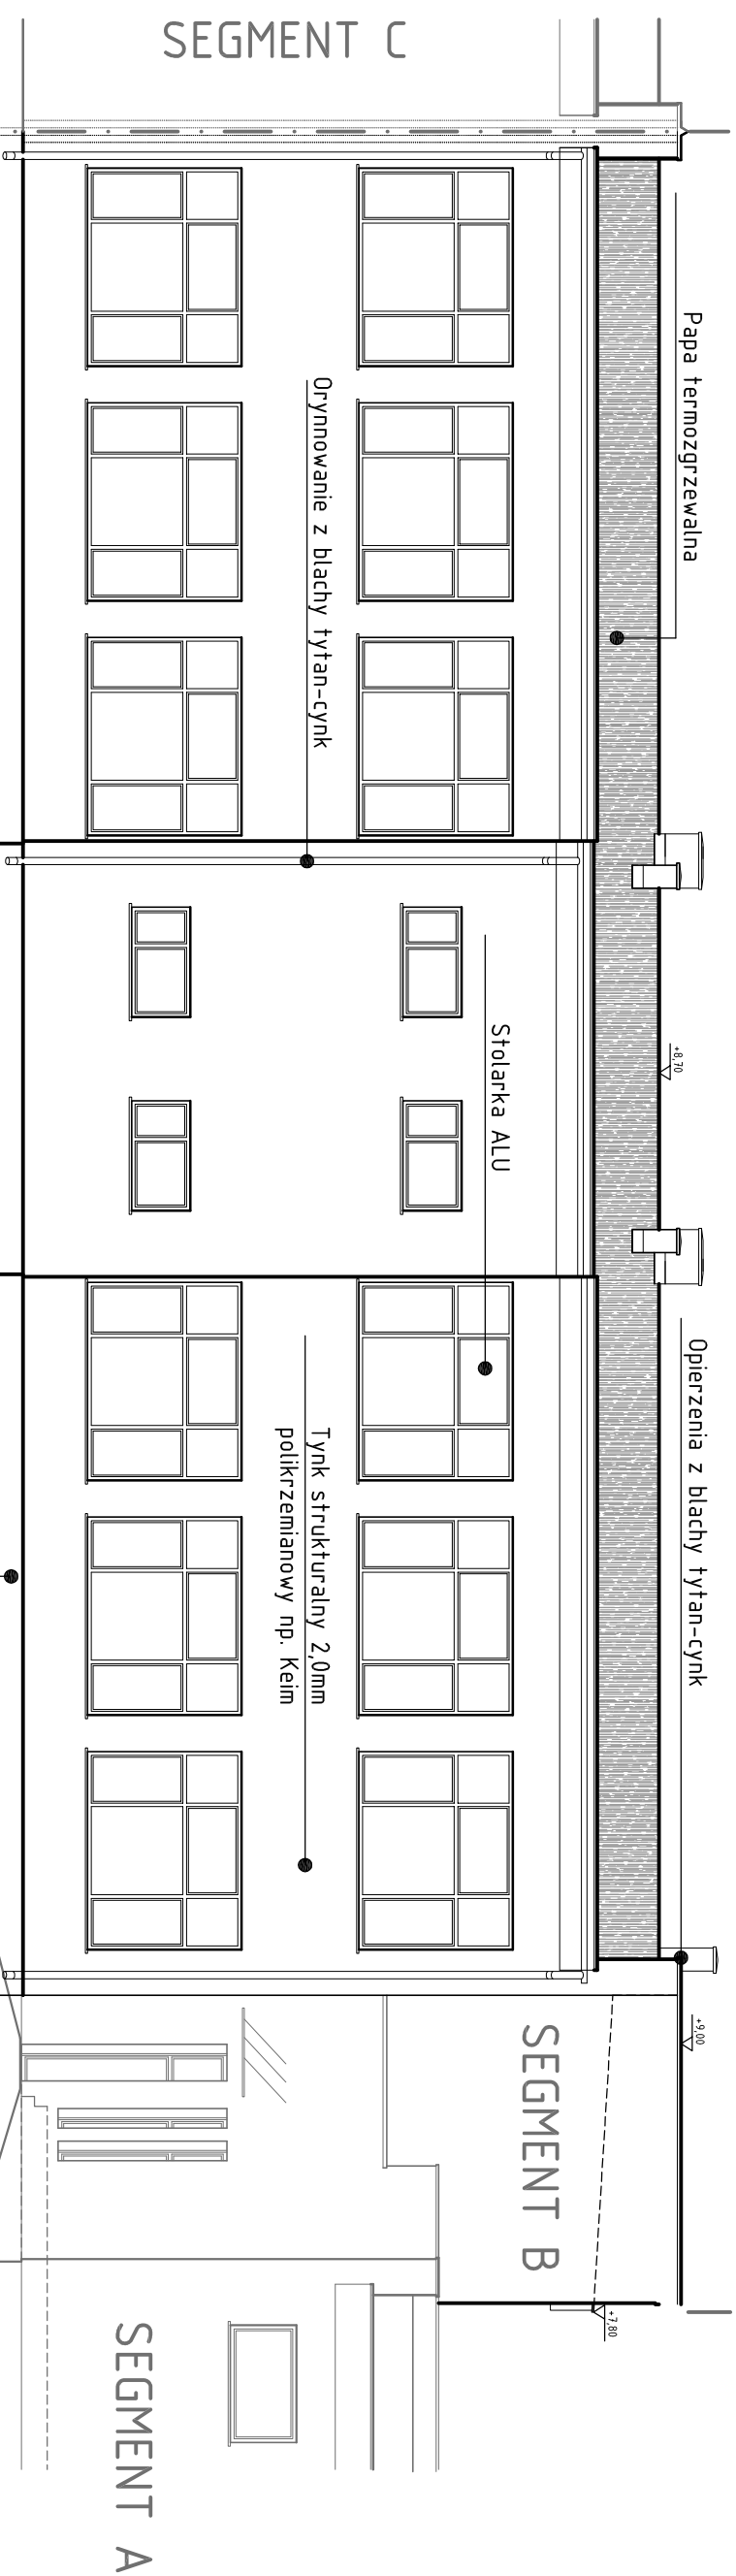 SEGMENT C
Papa termozgrzewalna
Orynnowanie z blachy tytan-cynk
+8,70
Stolarka ALU
Opierzenia z blachy tytan-cynk
Tynk strukturalny 2,0mm
polikrzemianowy np. Keim
+9,00
SEGMENT B
+7,80
SEGMENT A